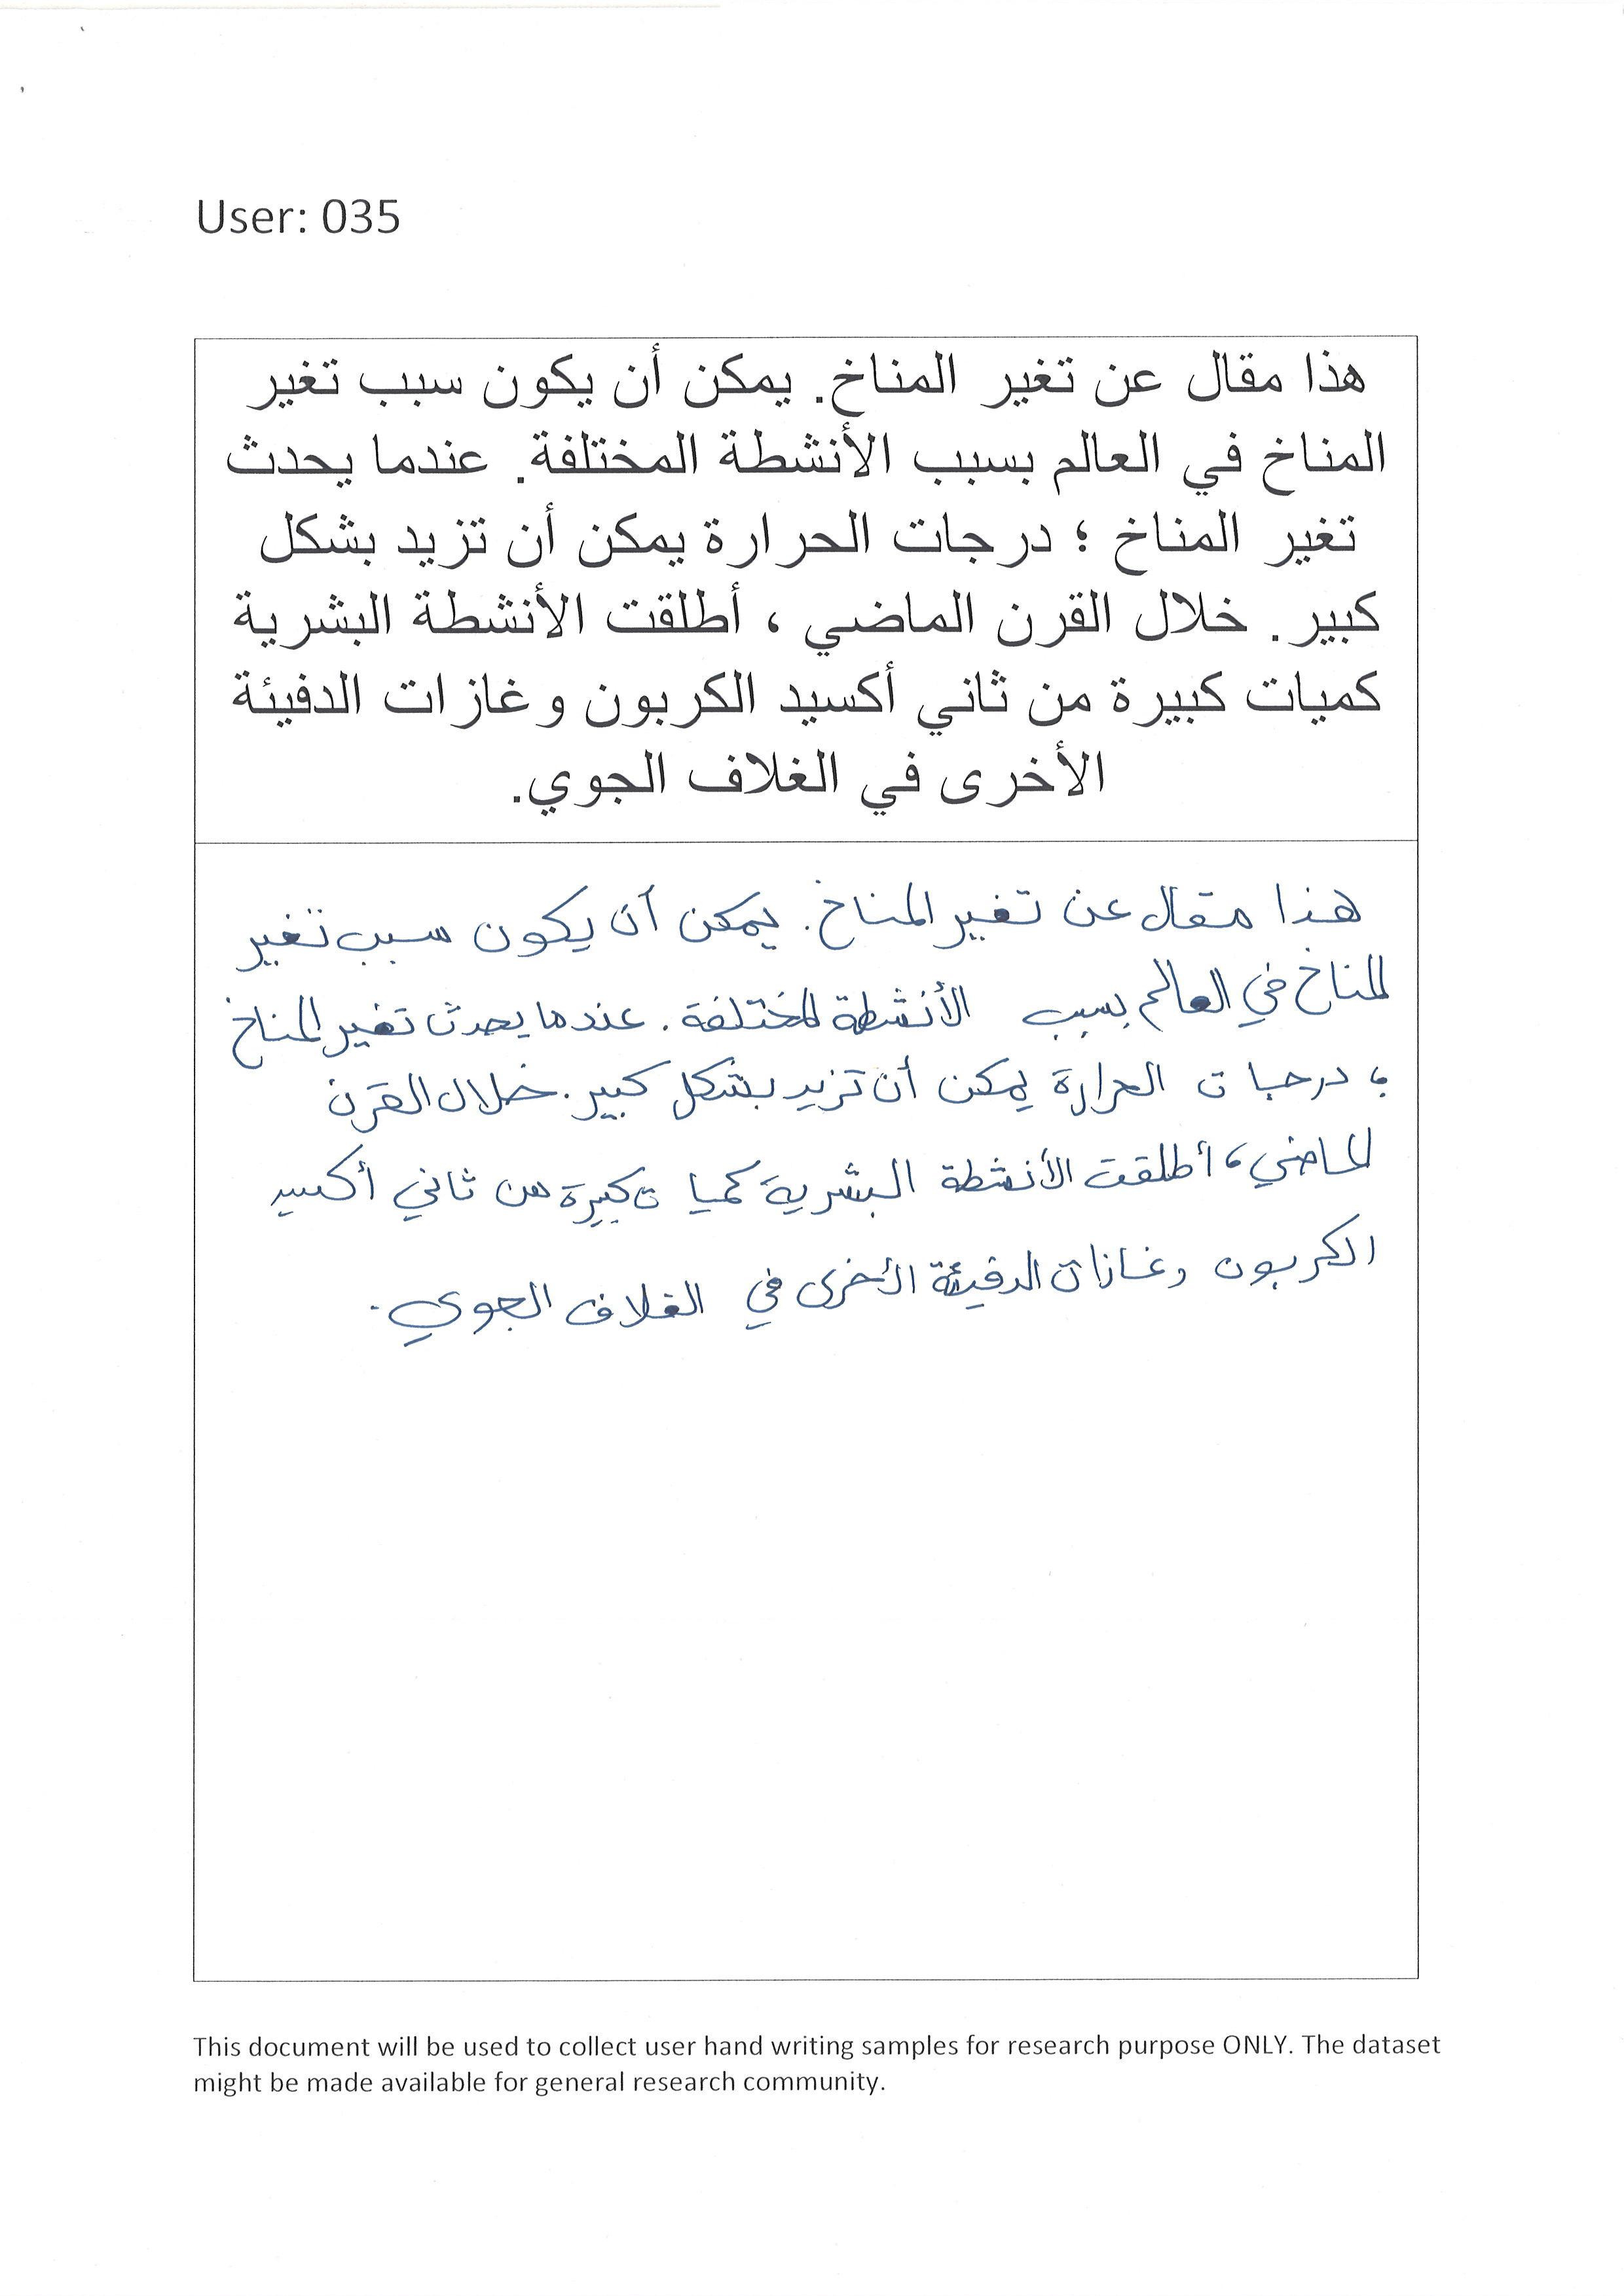 User: 035
هذا مقال عن تغير المناخ. يمكن أن يكون سبب تغير
المناخ في العالم بسبب الأنشطة المختلفة. عندما يحدث
تغير المناخ ؛ درجات الحرارة يمكن أن تزيد بشكل
كبير. خلال القرن الماضي ، أطلقت الأنشطة البشرية
كميات كبيرة من ثاني أكسيد الكربون وغازات الدفيئة
الأخرى في الغلاف الجوي.
هذا مقال عن تغير المناخ. يمكن أن يكون سبب تغير
المناخ في العالم بسبب الأنشطة المختلفة. عندما يحدث تغير المناخ
؛ درجات الحرارة يمكن أن تزيد بشكل كبير. خلال القرن
الماضي، أطلقت الأنشطة البشرية كميات كبيرة من ثاني أكسيد
الكربون وغازات الدفيئة الأخرى في الغلاف الجوي.
This document will be used to collect user hand writing samples for research purpose ONLY. The dataset
might be made available for general research community.